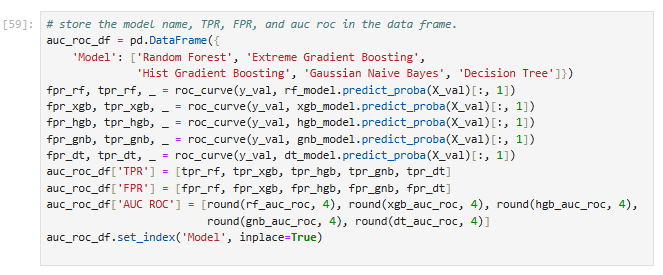 [59]: # store the model name, TPR, FPR, and auc roc in the data frame.
auc_roc_df = pd.DataFrame({
    'Model': ['Random Forest', 'Extreme Gradient Boosting',
              'Hist Gradient Boosting', 'Gaussian Naive Bayes', 'Decision Tree']})
fpr_rf, tpr_rf, _ = roc_curve(y_val, rf_model.predict_proba(X_val)[:, 1])
fpr_xgb, tpr_xgb, _ = roc_curve(y_val, xgb_model.predict_proba(X_val)[:, 1])
fpr_hgb, tpr_hgb, _ = roc_curve(y_val, hgb_model.predict_proba(X_val)[:, 1])
fpr_gnb, tpr_gnb, _ = roc_curve(y_val, gnb_model.predict_proba(X_val)[:, 1])
fpr_dt, tpr_dt, _ = roc_curve(y_val, dt_model.predict_proba(X_val)[:, 1])
auc_roc_df['TPR'] = [tpr_rf, tpr_xgb, tpr_hgb, tpr_gnb, tpr_dt]
auc_roc_df['FPR'] = [fpr_rf, fpr_xgb, fpr_hgb, fpr_gnb, fpr_dt]
auc_roc_df['AUC ROC'] = [round(rf_auc_roc, 4), round(xgb_auc_roc, 4), round(hgb_auc_roc, 4),
                         round(gnb_auc_roc, 4), round(dt_auc_roc, 4)]
auc_roc_df.set_index('Model', inplace=True)